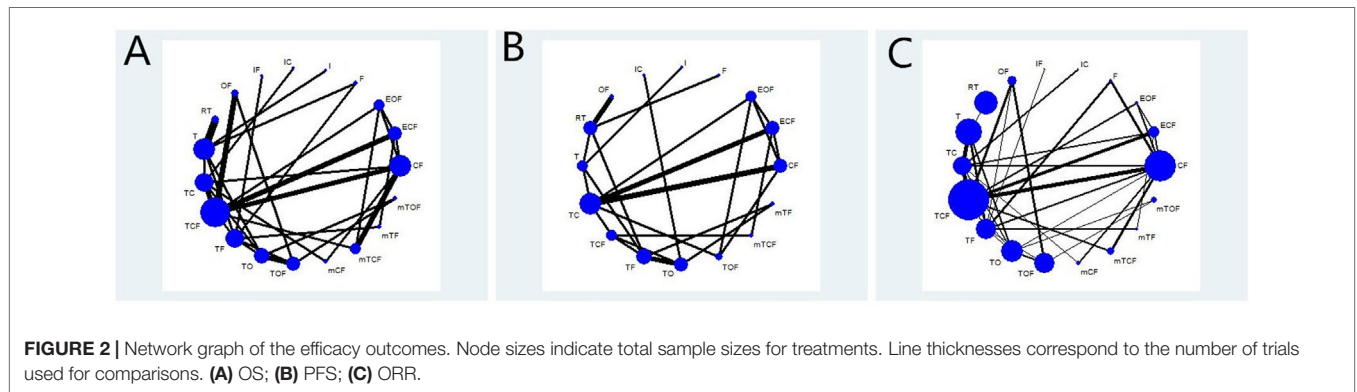 A
B
C
IF
IC
I
F
OF
EOF
RT
ECF
T
CF
TC
mTOF
TCF
mTF
TF
mTCF
TO
TOF
mCF
IC
I
F
OF
EOF
RT
ECF
T
CF
TC
mTF
TCF
mTCF
TF
TO
TOF
IF
IC
OF
F
RT
EOF
T
ECF
TC
CF
TCF
mTOF
TF
mTF
TO
mTCF
TOF
mCF
FIGURE 2 | Network graph of the efficacy outcomes. Node sizes indicate total sample sizes for treatments. Line thicknesses correspond to the number of trials
used for comparisons. (A) OS; (B) PFS; (C) ORR.